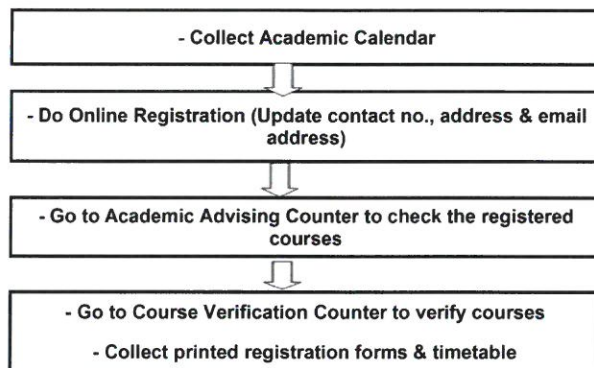 - Collect Academic Calendar
- Do Online Registration (Update contact no., address & email
address)
- Go to Academic Advising Counter to check the registered
courses
- Go to Course Verification Counter to verify courses
- Collect printed registration forms & timetable